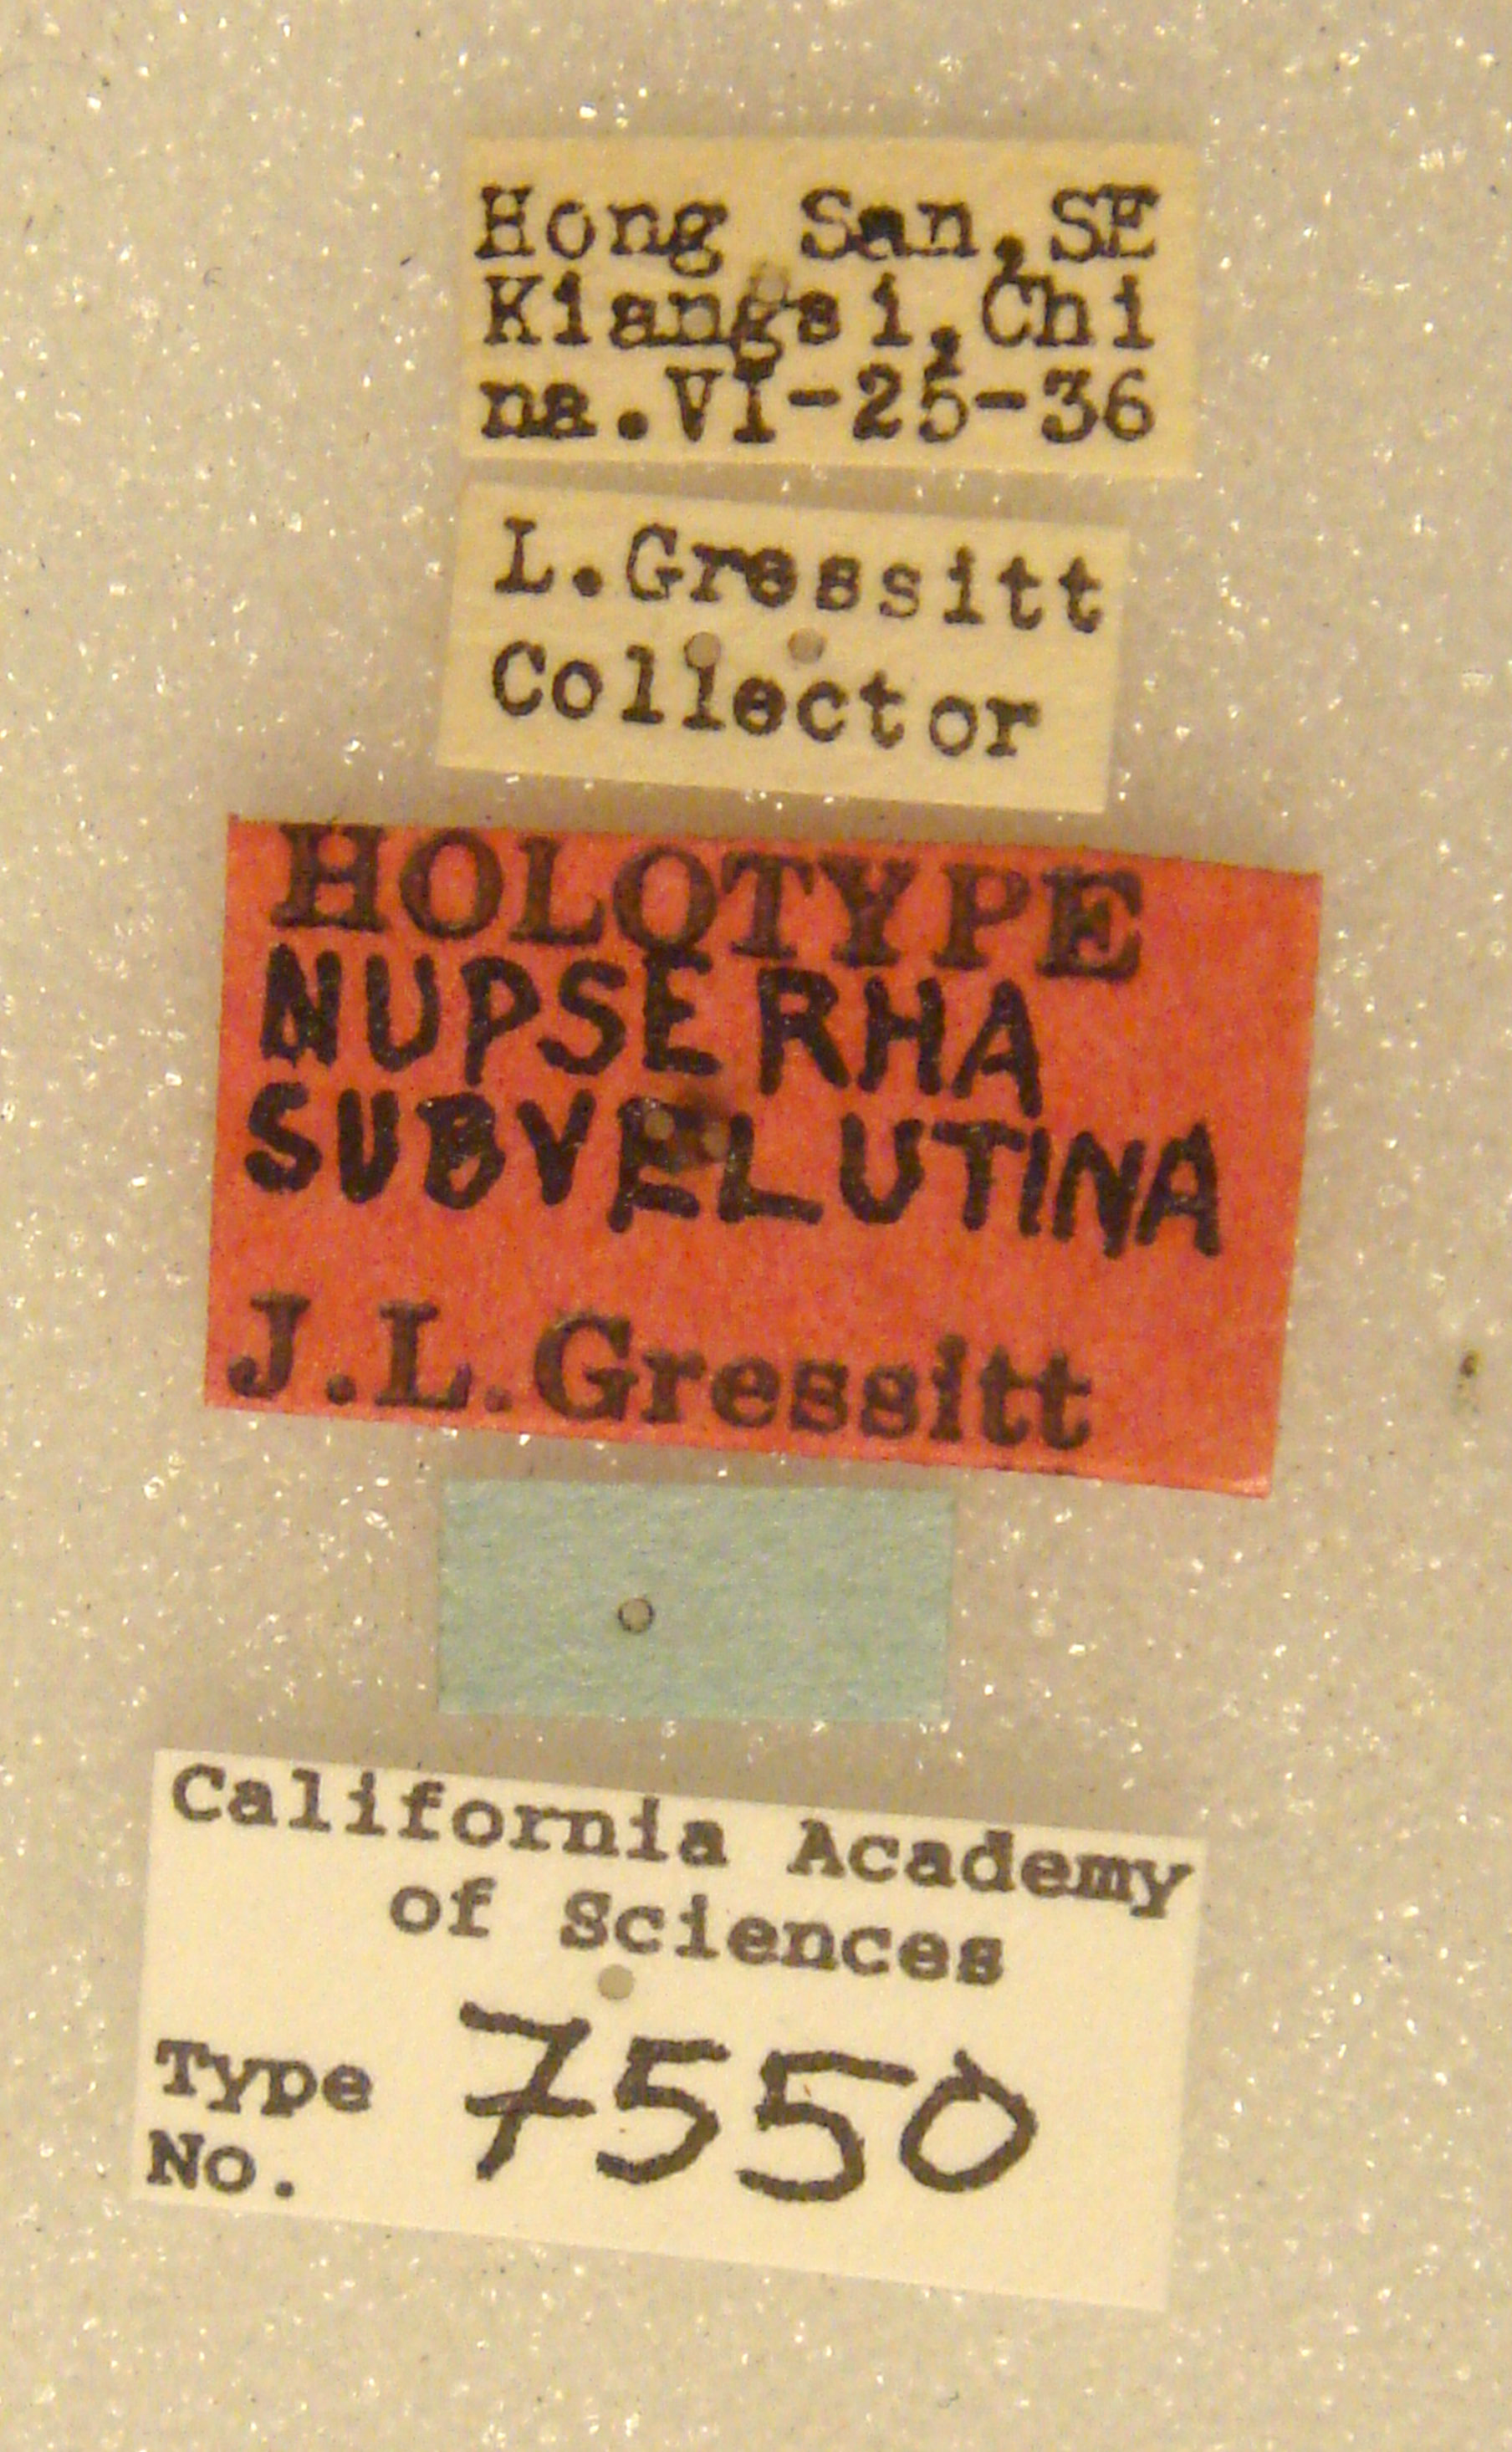 Hong San, SE
Kiangsi, Chi
na. VI-25-36
L. Gressitt
Collector
HOLOTYPE
NUPSERHA
SUBVELUTINA
J. L. Gressitt
California Academy
of Sciences
Type 7550
No.